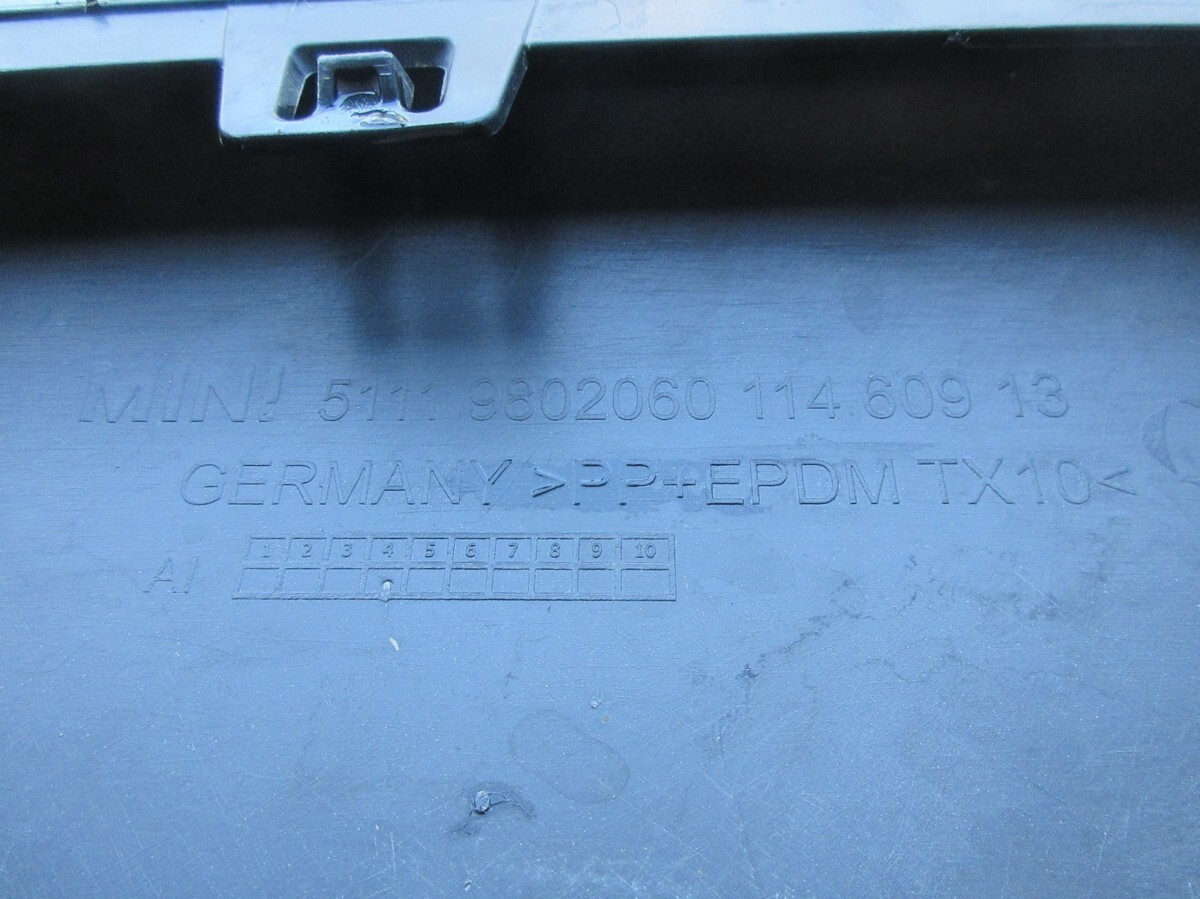 MINI 5111 9802060 114.609 13
GERMANY >PP+EPDM TX10<
1 2 3 4 5 6 7 8 9 10
AI